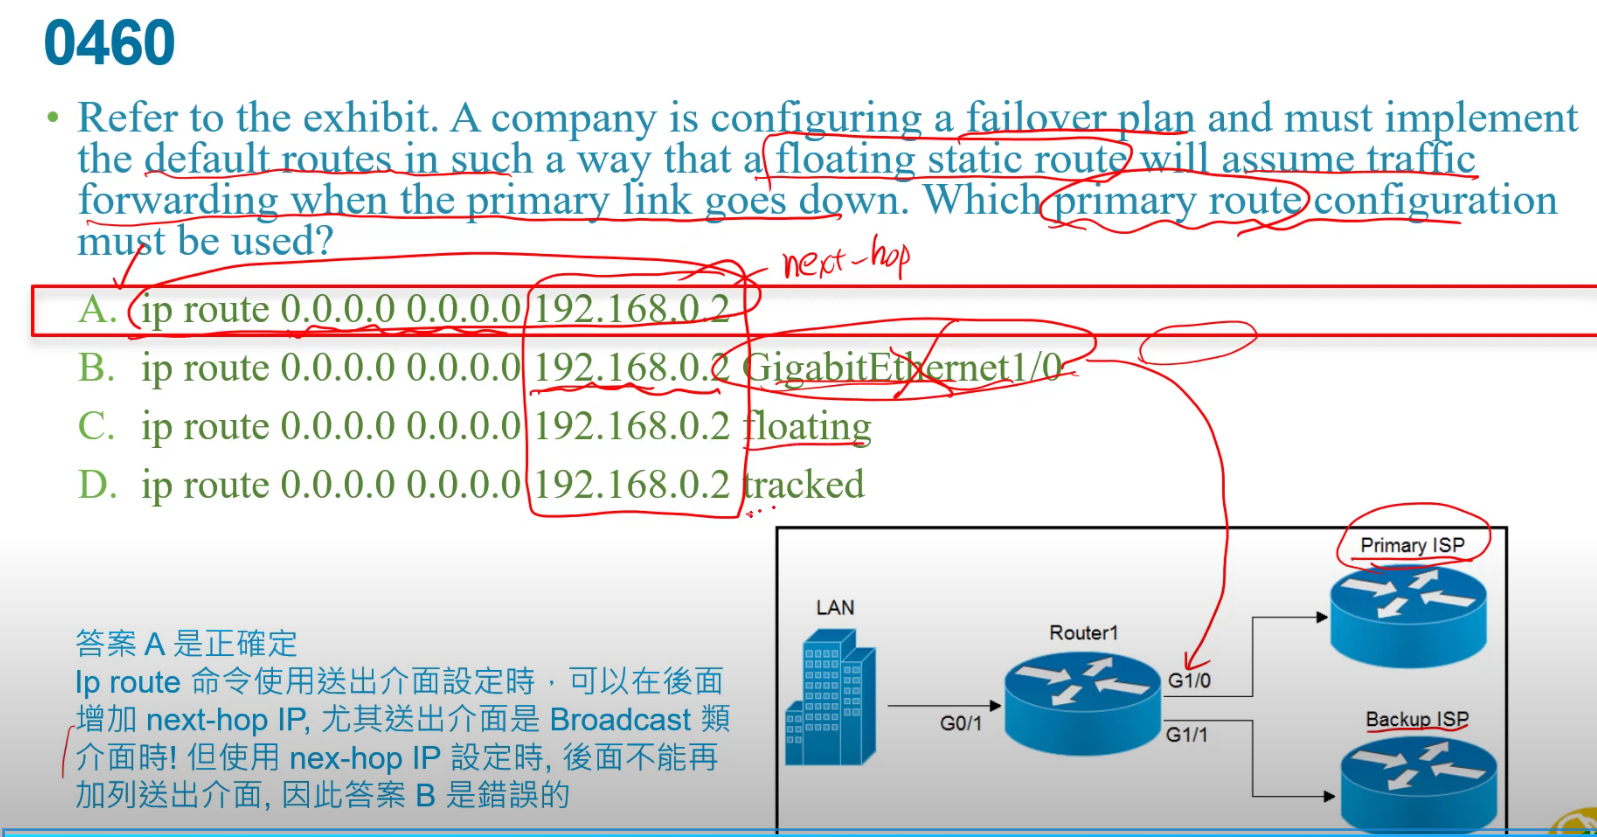 0460
• Refer to the exhibit. A company is configuring a failover plan and must implement
the default routes in such a way that a floating static route will assume traffic
forwarding when the primary link goes down. Which primary route configuration
must be used?
next-hop
A. ip route 0.0.0.0 0.0.0.0 192.168.0.2
B. ip route 0.0.0.0 0.0.0.0 192.168.0.2 GigabitEthernet1/0
C. ip route 0.0.0.0 0.0.0.0 192.168.0.2 floating
D. ip route 0.0.0.0 0.0.0.0 192.168.0.2 tracked
答案 A 是正確定
Ip route 命令使用送出介面設定時，可以在後面
增加 next-hop IP, 尤其送出介面是 Broadcast 類
介面時! 但使用 nex-hop IP 設定時, 後面不能再
加列送出介面, 因此答案 B 是錯誤的
Primary ISP
LAN
Router1
G1/0
G0/1
G1/1
Backup ISP